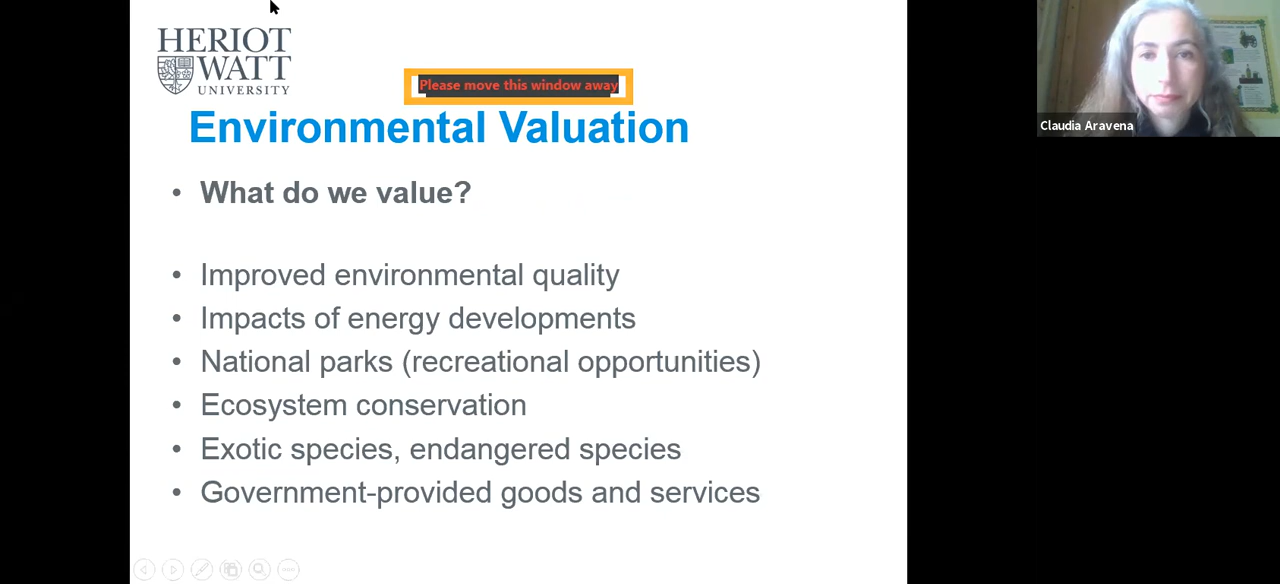 HERIOT
WATT
UNIVERSITY
Please move this window away
Environmental Valuation
• What do we value?
• Improved environmental quality
• Impacts of energy developments
• National parks (recreational opportunities)
• Ecosystem conservation
• Exotic species, endangered species
• Government-provided goods and services
Claudia Aravena